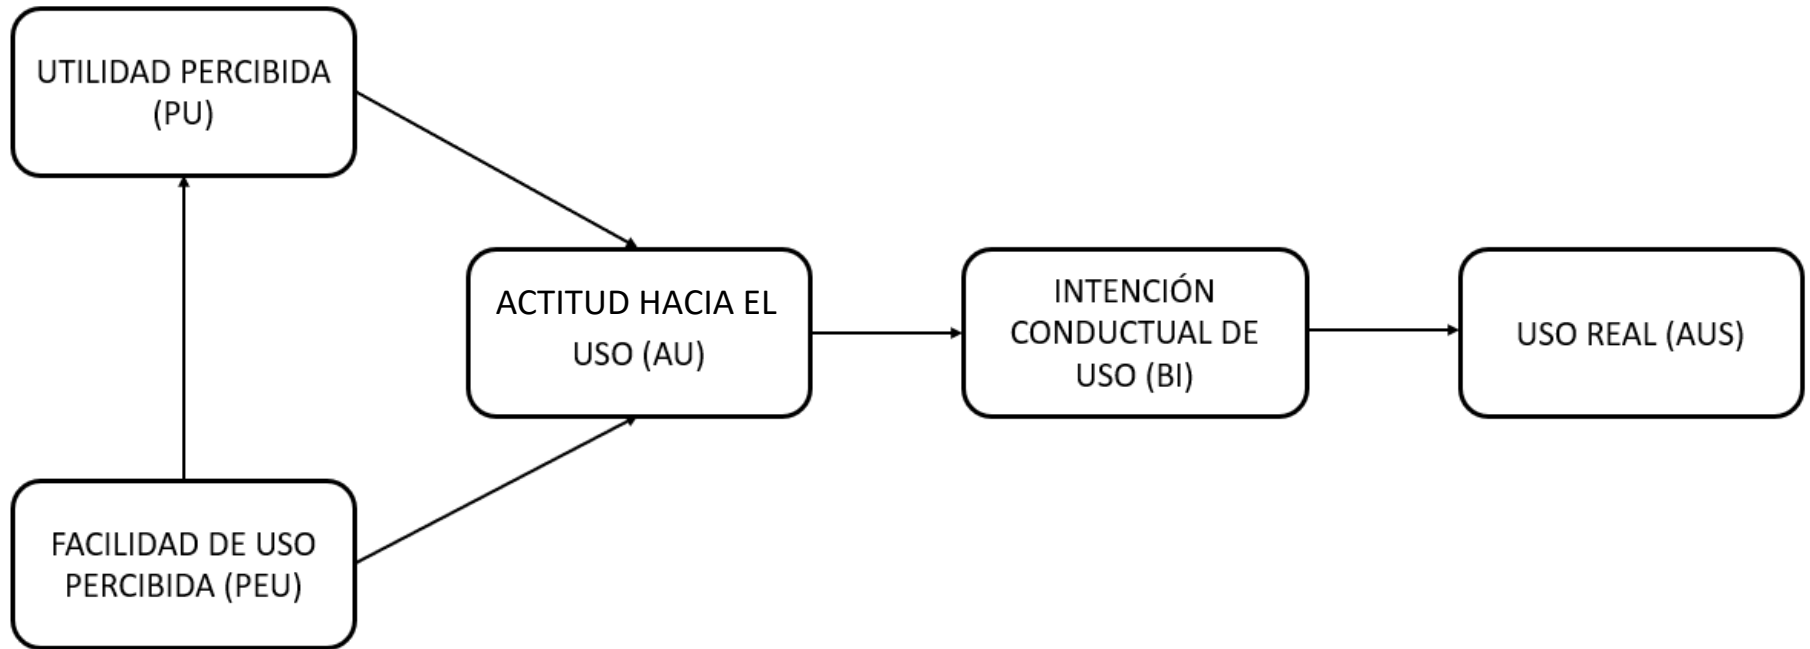 UTILIDAD PERCIBIDA
(PU)
ACTITUD HACIA EL
USO (AU)
INTENCIÓN
CONDUCTUAL DE
USO (BI)
USO REAL (AUS)
FACILIDAD DE USO
PERCIBIDA (PEU)